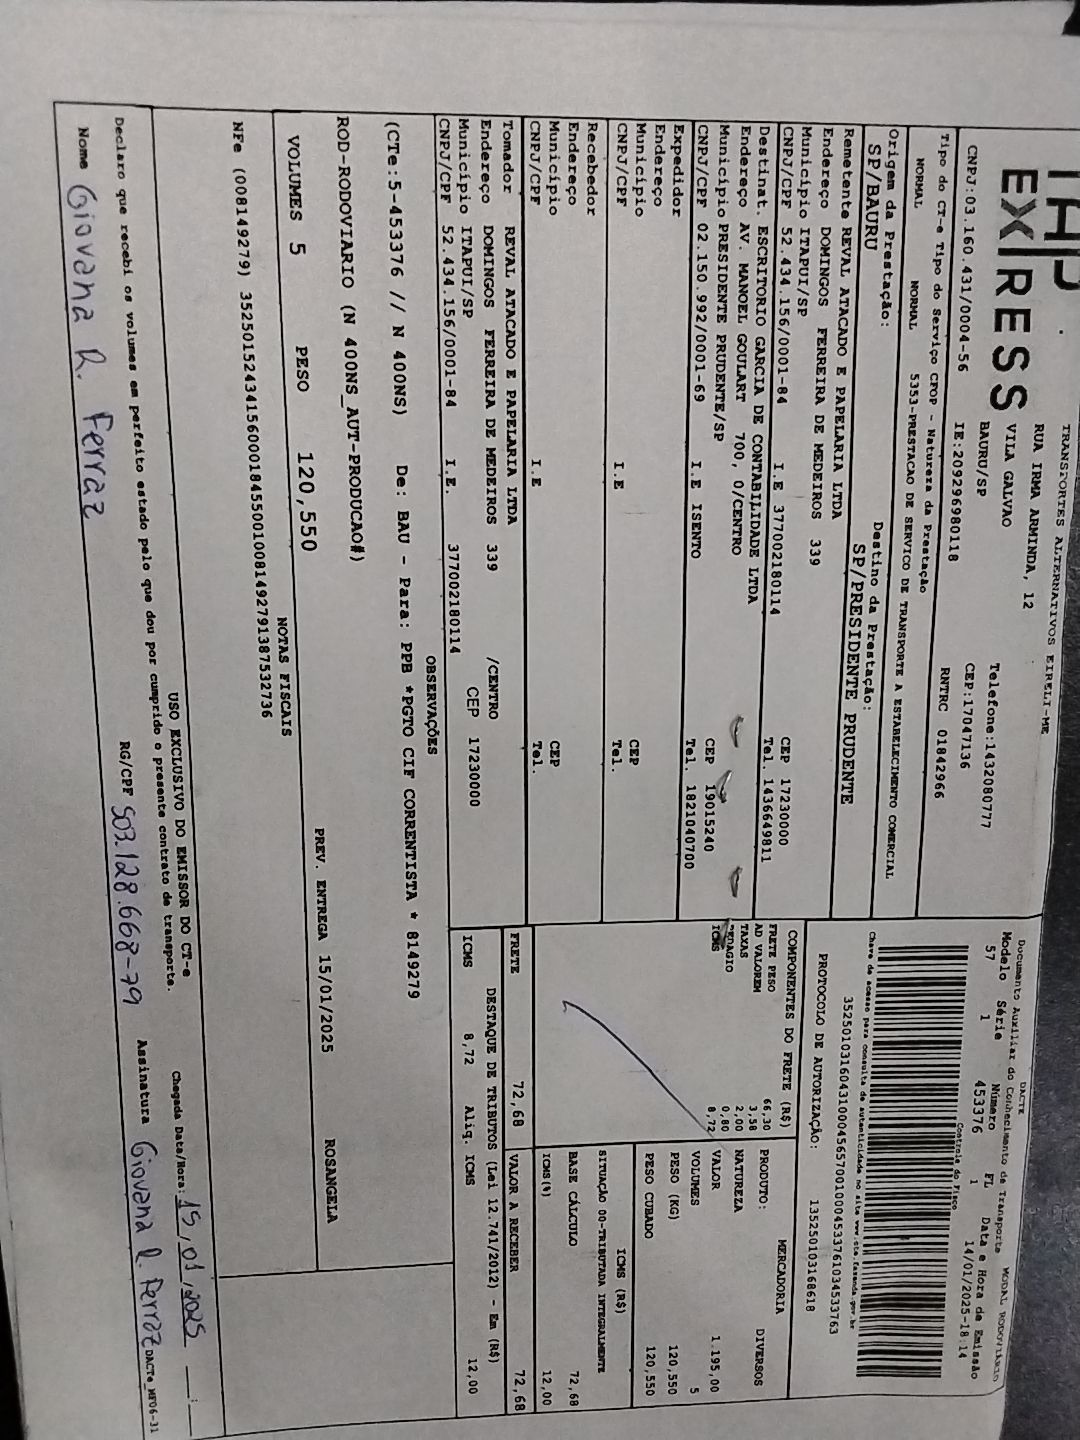 TRANSPORTES ALTERNATIVOS EIRELI-ME
EXPRESS
RUA IRMA ARMINDA, 12
VILA GALVAO
BAURU/SP
Telefone:1432080777
CEP:17047136
CNPJ:03.160.431/0004-56 IE:209296980118 RNTRC 01842966
Tipo do CT-e Tipo do Serviço CFOP - Natureza da Prestação
NORMAL NORMAL 5353-PRESTACAO DE SERVICO DE TRANSPORTE A ESTABELECIMENTO COMERCIAL
Origem da Prestação: Destino da Prestação:
SP/BAURU SP/PRESIDENTE PRUDENTE
Remetente REVAL ATACADO E PAPELARIA LTDA
Endereço DOMINGOS FERREIRA DE MEDEIROS 339
Município ITAPUI/SP CEP 17230000
CNPJ/CPF 52.434.156/0001-84 I.E 377002180114 Tel. 1436649811
Destinat. ESCRITORIO GARCIA DE CONTABILIDADE LTDA
Endereço AV. MANOEL GOULART 700, 0/CENTRO
Município PRESIDENTE PRUDENTE/SP CEP 19015240
CNPJ/CPF 02.150.992/0001-69 I.E ISENTO Tel. 1821040700
Expedidor
Endereço
Município CEP
CNPJ/CPF I.E Tel.
Recebedor
Endereço
Município CEP
CNPJ/CPF I.E Tel.
Tomador REVAL ATACADO E PAPELARIA LTDA
Endereço DOMINGOS FERREIRA DE MEDEIROS 339 /CENTRO
Município ITAPUI/SP CEP 17230000
CNPJ/CPF 52.434.156/0001-84 I.E. 377002180114
DACTE
Documento Auxiliar do Conhecimento de Transporte MODAL RODOVIÁRIO
Modelo Série Número FL Data e Hora de Emissão
57 1 453376 1 14/01/2025-18:14
Controle do Fisco
Chave de acesso para consulta de autenticidade no site www.cte.fazenda.gov.br
35250103160431000456570010004533761034533763
PROTOCOLO DE AUTORIZAÇÃO: 135250103168618
COMPONENTES DO FRETE (R$)
FRETE PESO 66,30
AD VALOREM 3,58
TAXAS 2,00
PEDAGIO 0,80
ICMS 8,72
MERCADORIA
PRODUTO: DIVERSOS
NATUREZA
VALOR 1.195,00
VOLUMES 5
PESO (KG) 120,550
PESO CUBADO 120,550
ICMS (R$)
SITUAÇÃO 00-TRIBUTADA INTEGRALMENTE
BASE CÁLCULO 72,68
ICMS(%) 12,00
FRETE 72,68 VALOR A RECEBER 72,68
DESTAQUE DE TRIBUTOS (Lei 12.741/2012) - Em (R$)
ICMS 8,72 Aliq. ICMS 12,00
OBSERVAÇÕES
(CTe:5-453376 // N 400NS) De: BAU - Para: PPB *PGTO CIF CORRENTISTA * 8149279
ROD-RODOVIARIO (N 400NS_AUT-PRODUCAO#)
VOLUMES 5 PESO 120,550 PREV. ENTREGA 15/01/2025 ROSANGELA
NOTAS FISCAIS
NFe (008149279) 35250152434156000184550010081492791387532736
USO EXCLUSIVO DO EMISSOR DO CT-e
Declaro que recebi os volumes em perfeito estado pelo que dou por cumprido o presente contrato de transporte. Chegada Data/Hora: 15/01/2025 __:__
Nome Giovana R. Ferraz RG/CPF 503.128.668-79 Assinatura Giovana R. Ferraz
DACTe_MF06-31